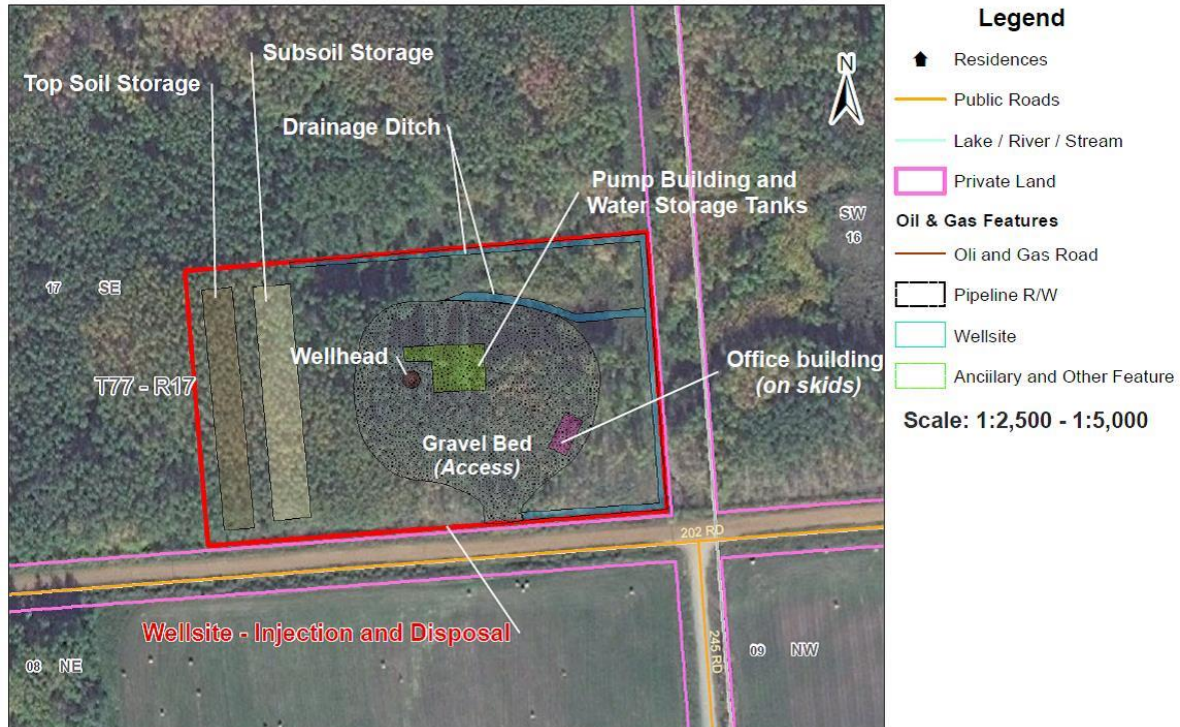 Subsoil Storage
Top Soil Storage
Drainage Ditch
N
Pump Building and
Water Storage Tanks
SW
16
17 SE
Wellhead
Office building
(on skids)
T77 - R17
Gravel Bed
(Access)
202 RD
Wellsite - Injection and Disposal
245 RD
08 NE
09 NW
Legend
Residences
Public Roads
Lake / River / Stream
Private Land
Oil & Gas Features
Oli and Gas Road
Pipeline R/W
Wellsite
Anciilary and Other Feature
Scale: 1:2,500 - 1:5,000